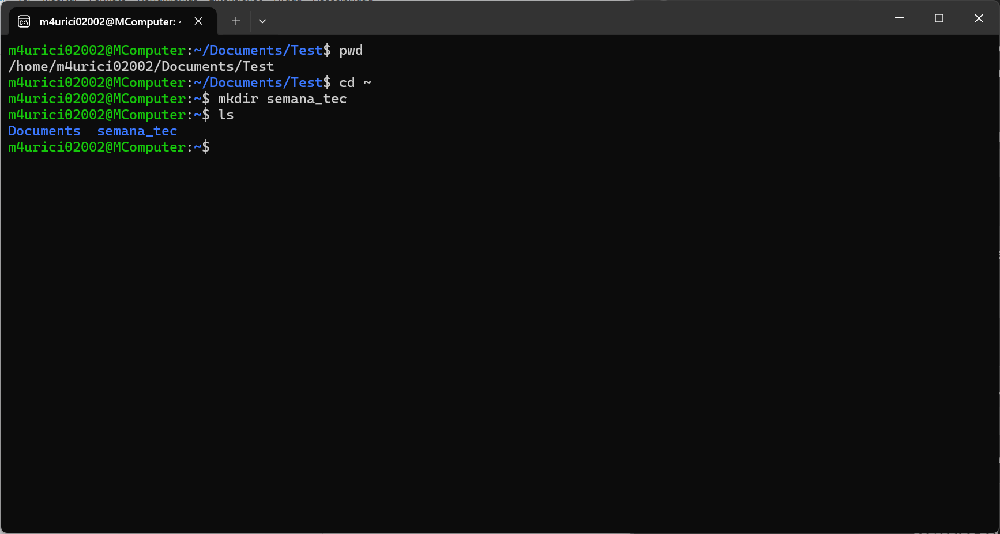 m4urici02002@MComputer: ~
m4urici02002@MComputer:~/Documents/Test$ pwd
/home/m4urici02002/Documents/Test
m4urici02002@MComputer:~/Documents/Test$ cd ~
m4urici02002@MComputer:~$ mkdir semana_tec
m4urici02002@MComputer:~$ ls
Documents  semana_tec
m4urici02002@MComputer:~$